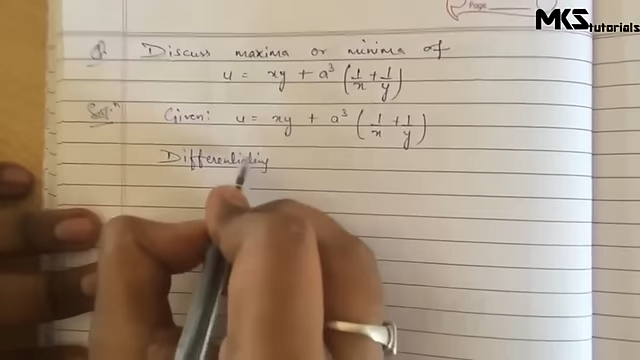 Page
MKS tutorials
Q. Discuss maxima or minima of
u = xy + a³ (1/x + 1/y)
Solⁿ Given: u = xy + a³ (1/x + 1/y)
Differentiating